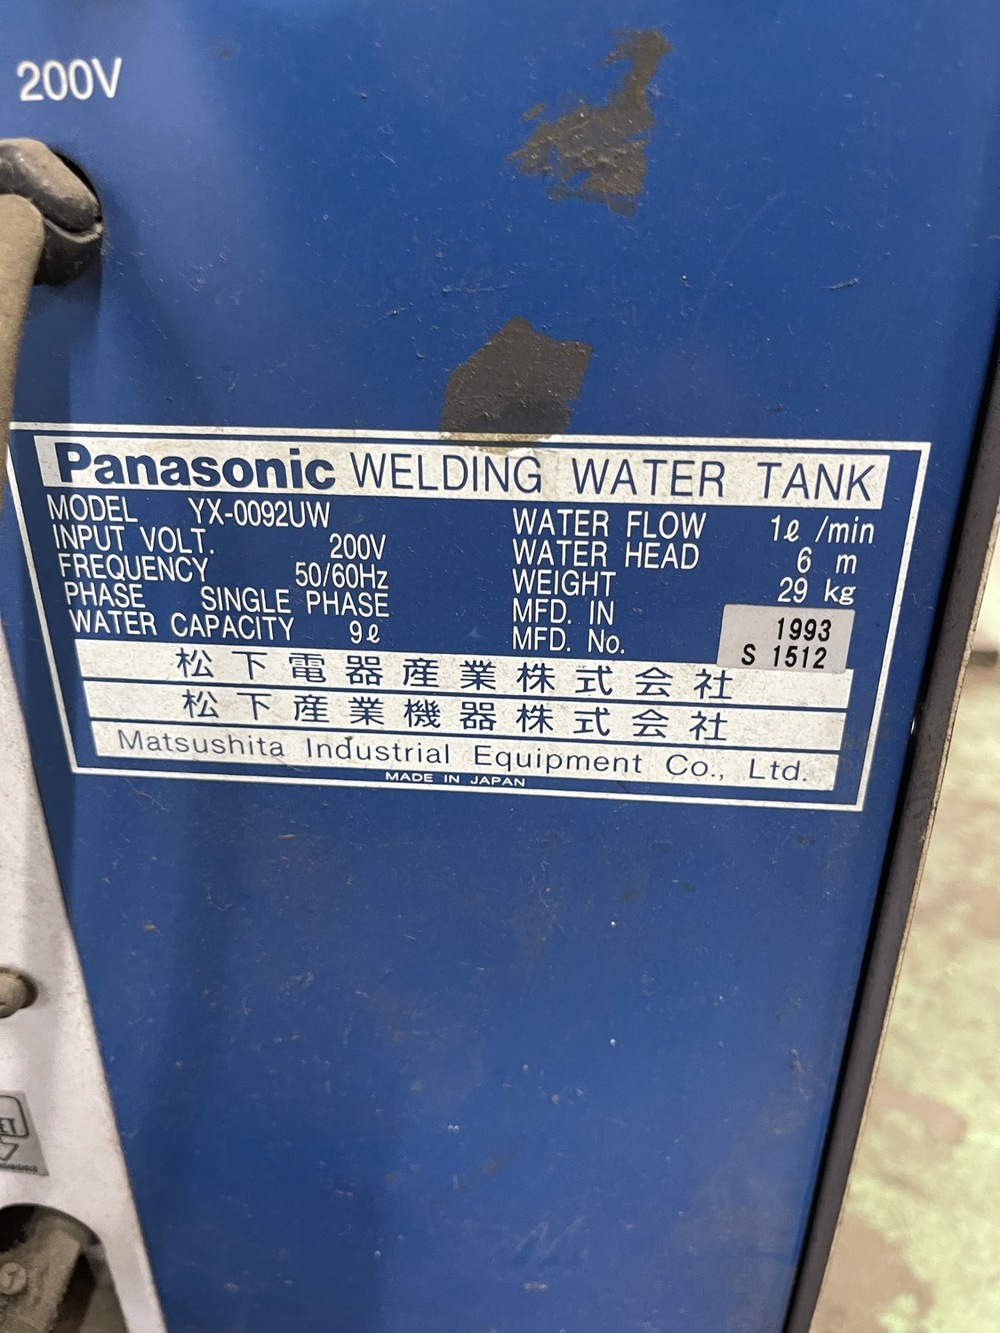 200V
Panasonic WELDING WATER TANK
MODEL YX-0092UW
INPUT VOLT. 200V
FREQUENCY 50/60Hz
PHASE SINGLE PHASE
WATER CAPACITY 9ℓ
WATER FLOW 1ℓ /min
WATER HEAD 6 m
WEIGHT 29 kg
MFD. IN 1993
MFD. No. S 1512
松下電器産業株式会社
松下産業機器株式会社
Matsushita Industrial Equipment Co., Ltd.
MADE IN JAPAN